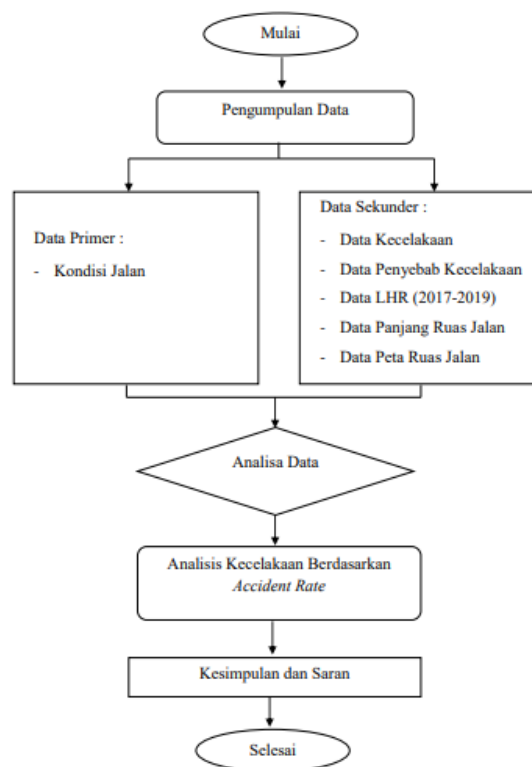 Mulai
Pengumpulan Data
Data Primer :
- Kondisi Jalan
Data Sekunder :
- Data Kecelakaan
- Data Penyebab Kecelakaan
- Data LHR (2017-2019)
- Data Panjang Ruas Jalan
- Data Peta Ruas Jalan
Analisa Data
Analisis Kecelakaan Berdasarkan
Accident Rate
Kesimpulan dan Saran
Selesai